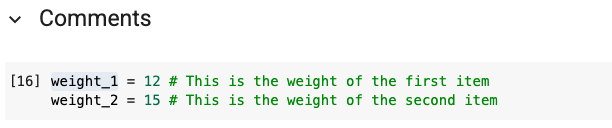 Comments
[16] weight_1 = 12 # This is the weight of the first item
weight_2 = 15 # This is the weight of the second item